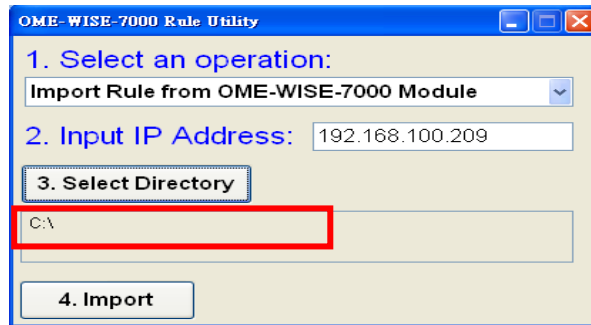 OME-WISE-7000 Rule Utility
1. Select an operation:
Import Rule from OME-WISE-7000 Module
2. Input IP Address: 192.168.100.209
3. Select Directory
C:\
4. Import